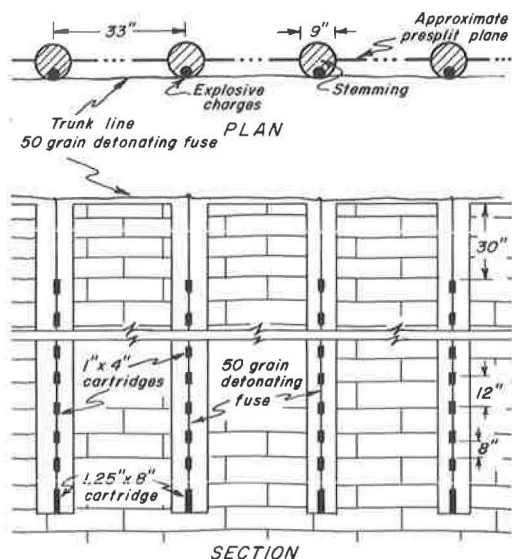 33"
9"
Approximate
presplit plane
Explosive
charges
Stemming
Trunk line
50 grain detonating fuse
PLAN
30"
1"x 4"
cartridges
50 grain
detonating
fuse
12"
8"
1.25"x 8"
cartridge
SECTION